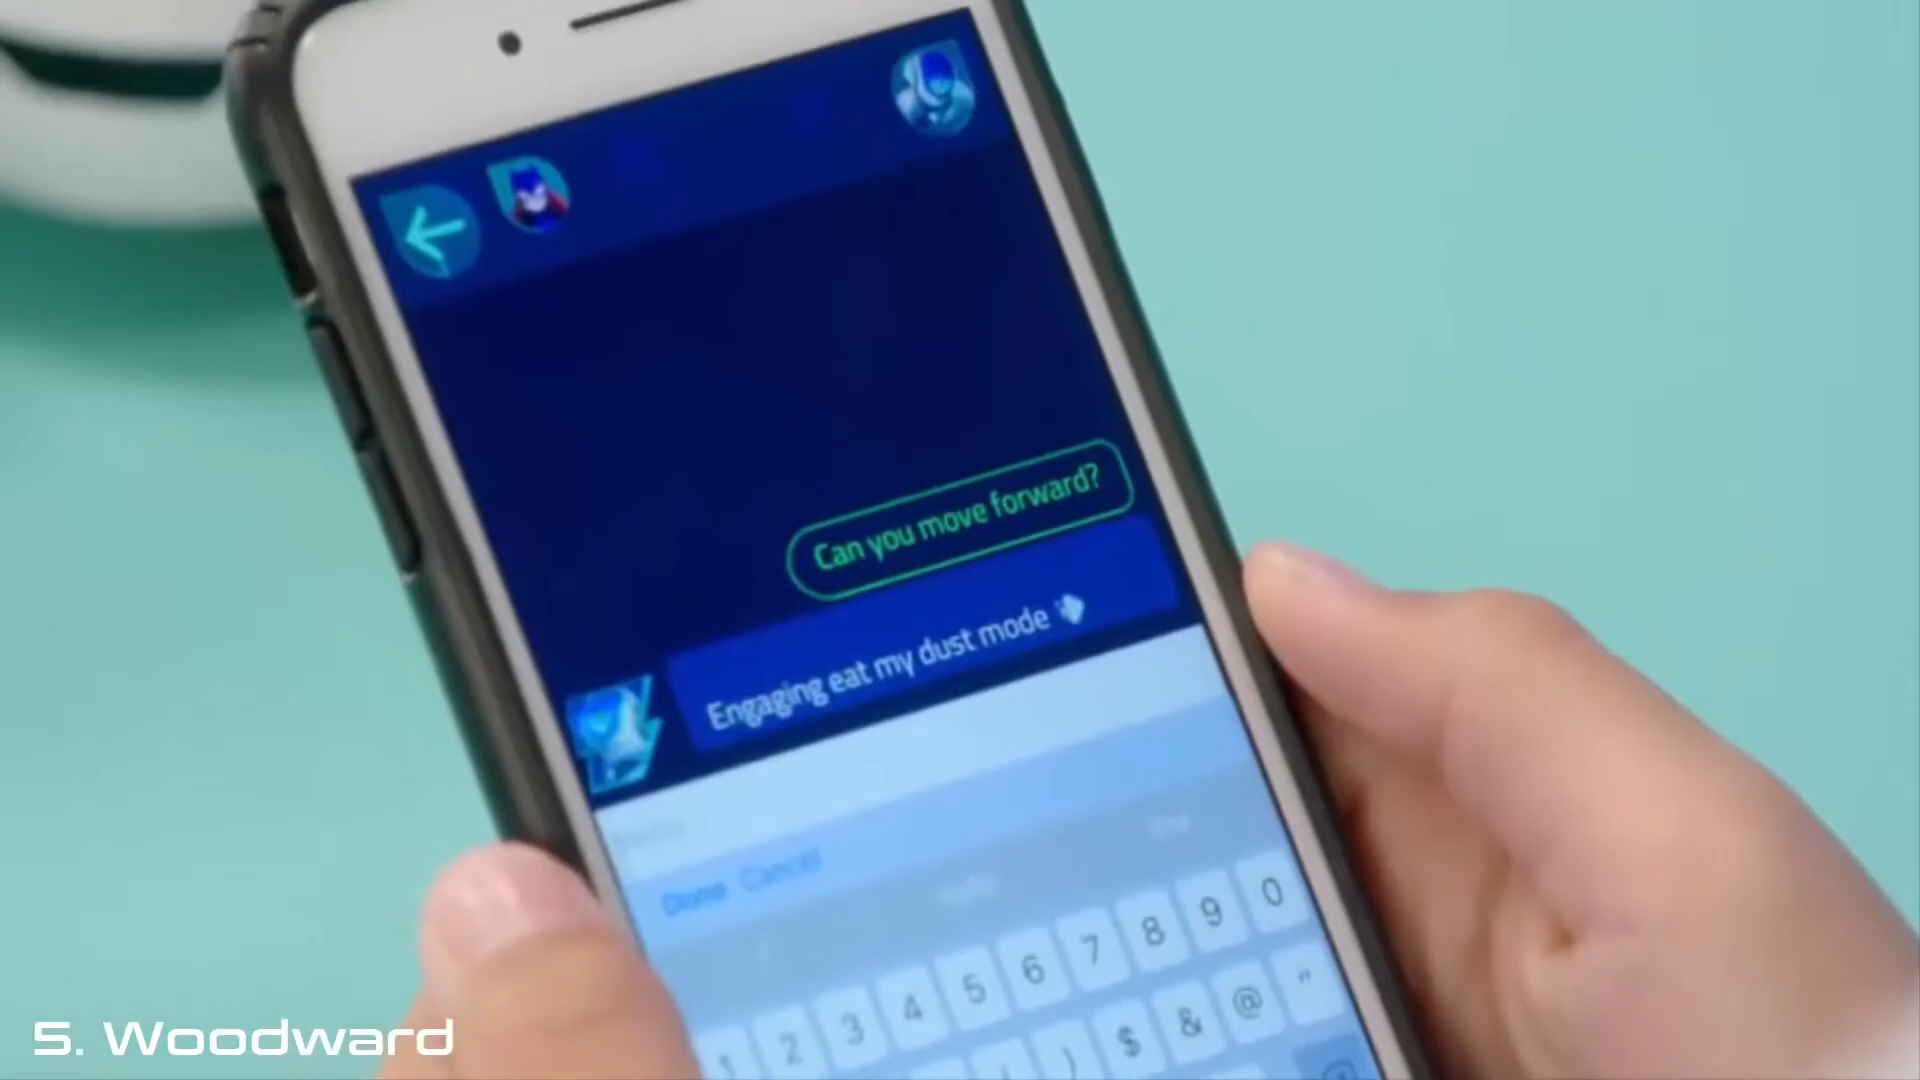 Can you move forward?
Engaging eat my dust mode
Done Cancel
1 2 3 4 5 6 7 8 9 0
( ) $ & @ "
5. Woodward